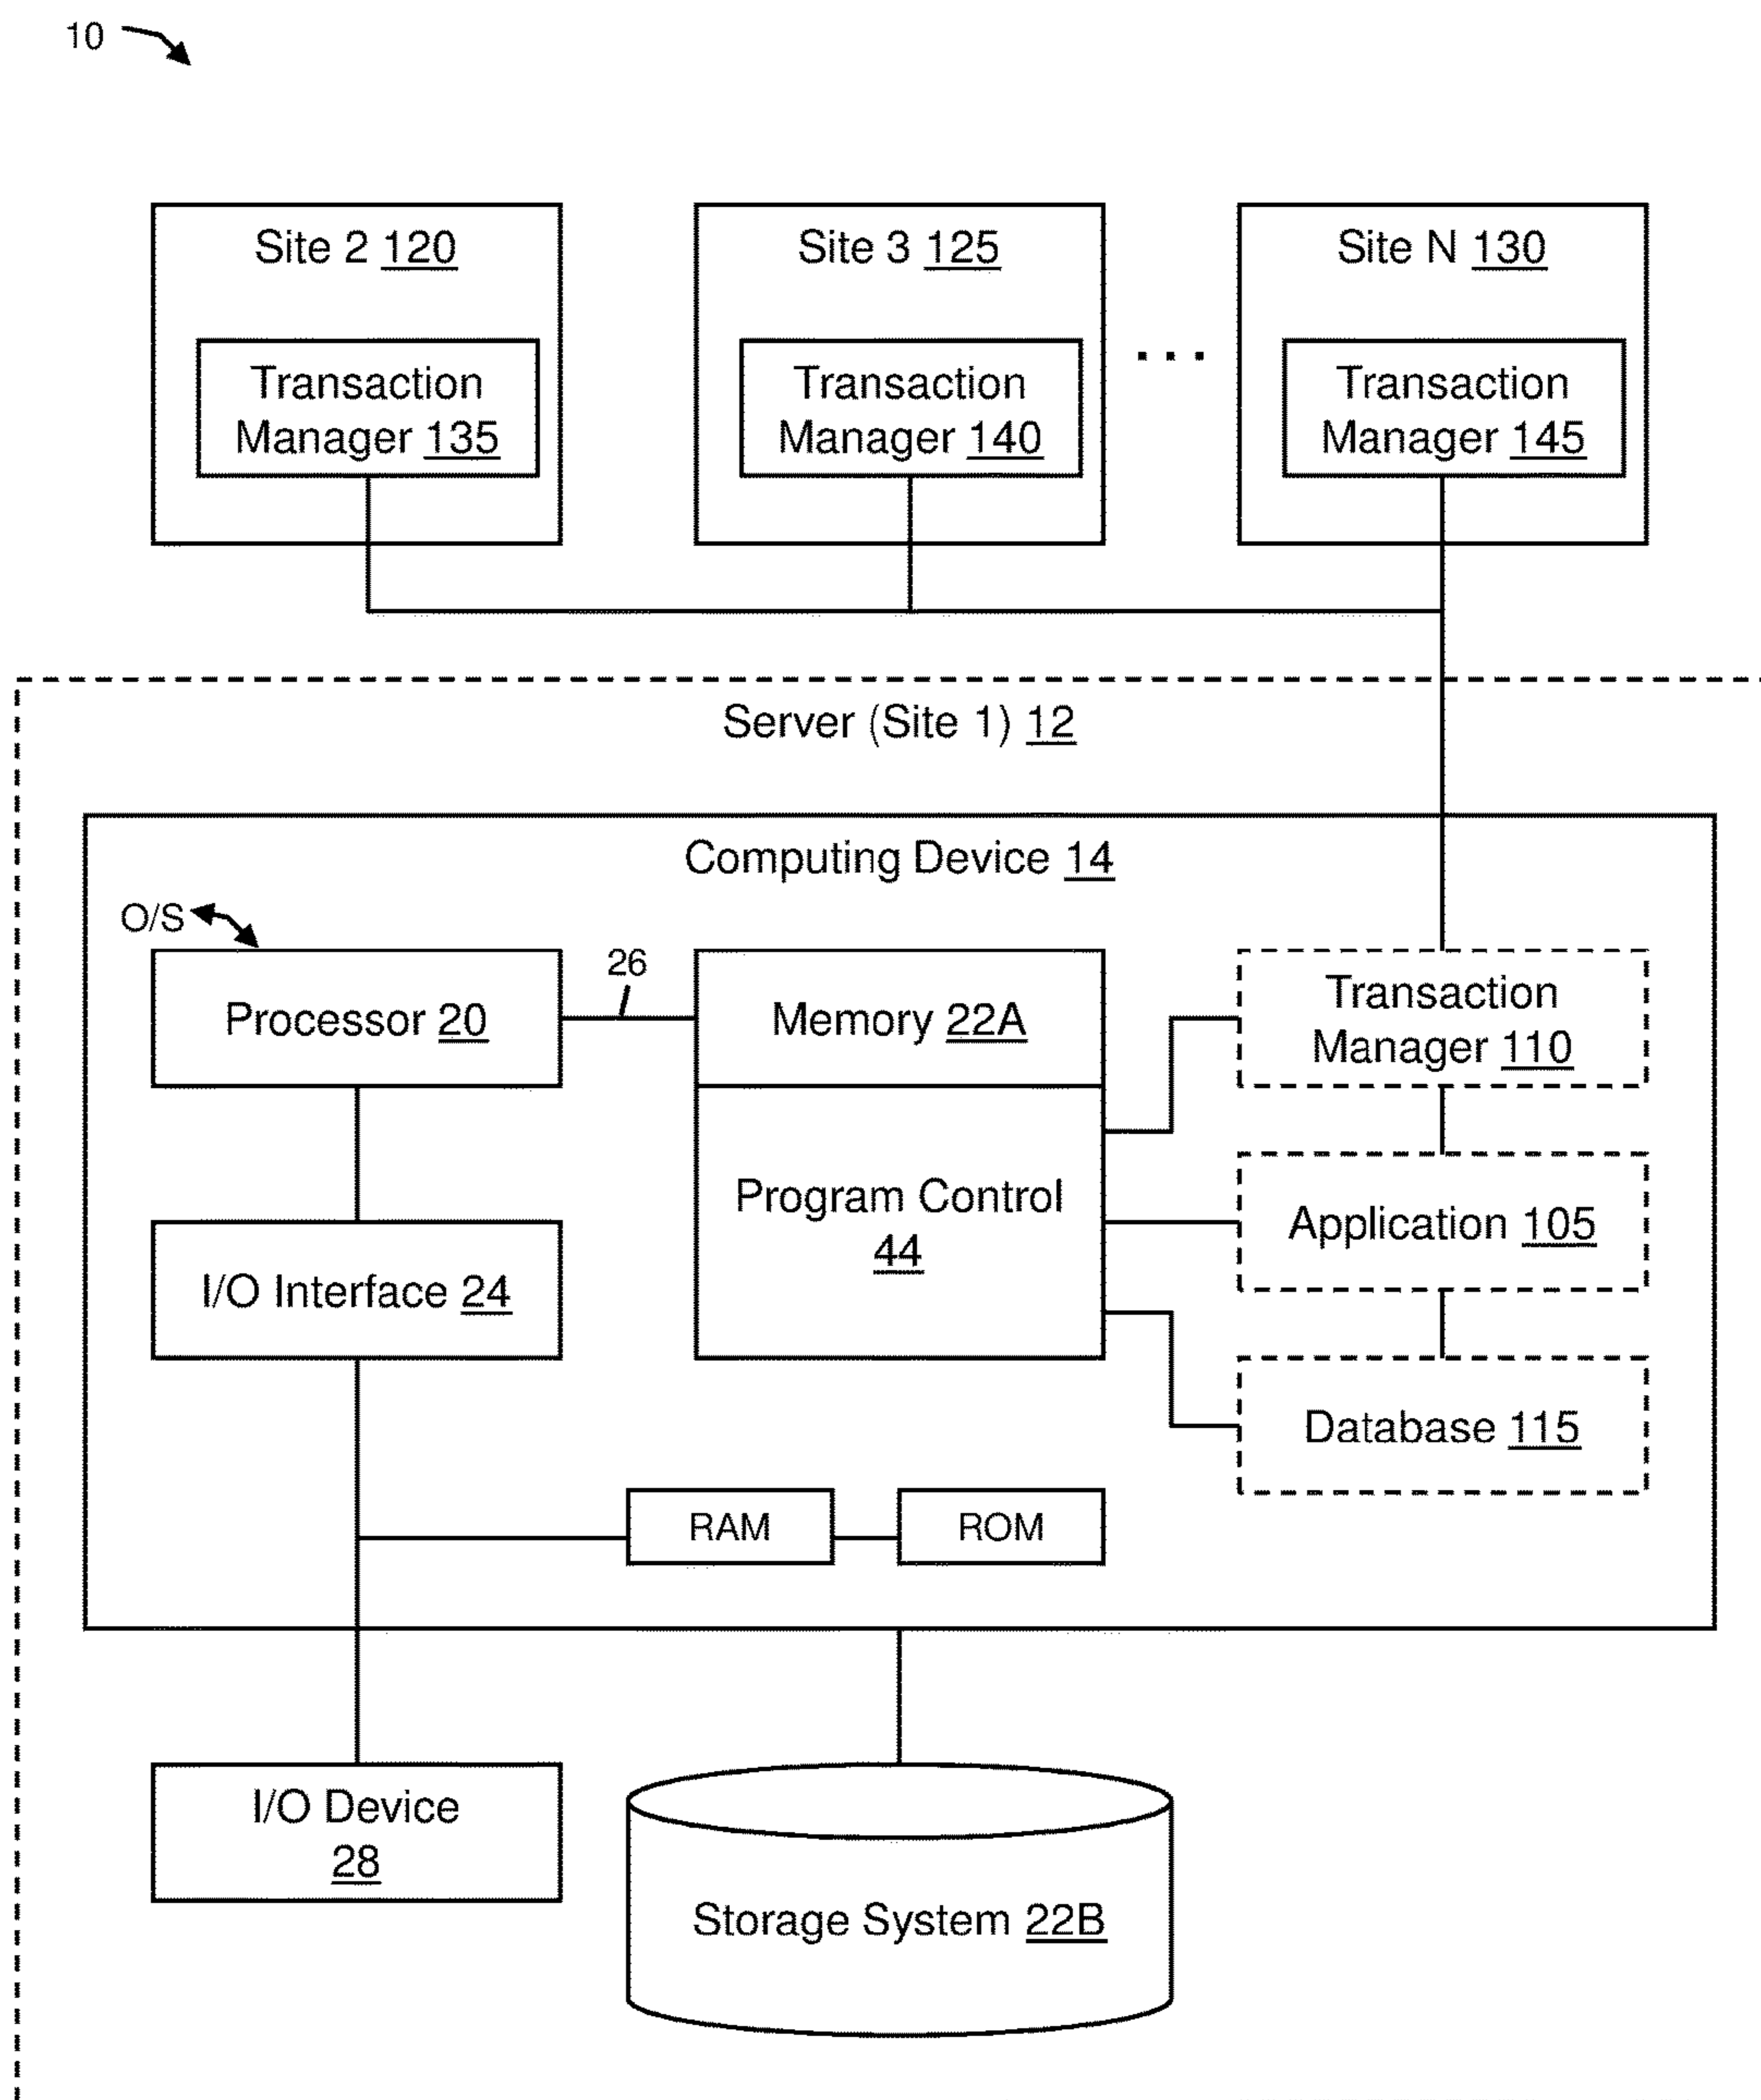 10
Site 2 120
Transaction
Manager 135
Site 3 125
Transaction
Manager 140
...
Site N 130
Transaction
Manager 145
Server (Site 1) 12
Computing Device 14
O/S
Processor 20
26
Memory 22A
Transaction
Manager 110
Program Control
44
Application 105
I/O Interface 24
Database 115
RAM
ROM
I/O Device
28
Storage System 22B